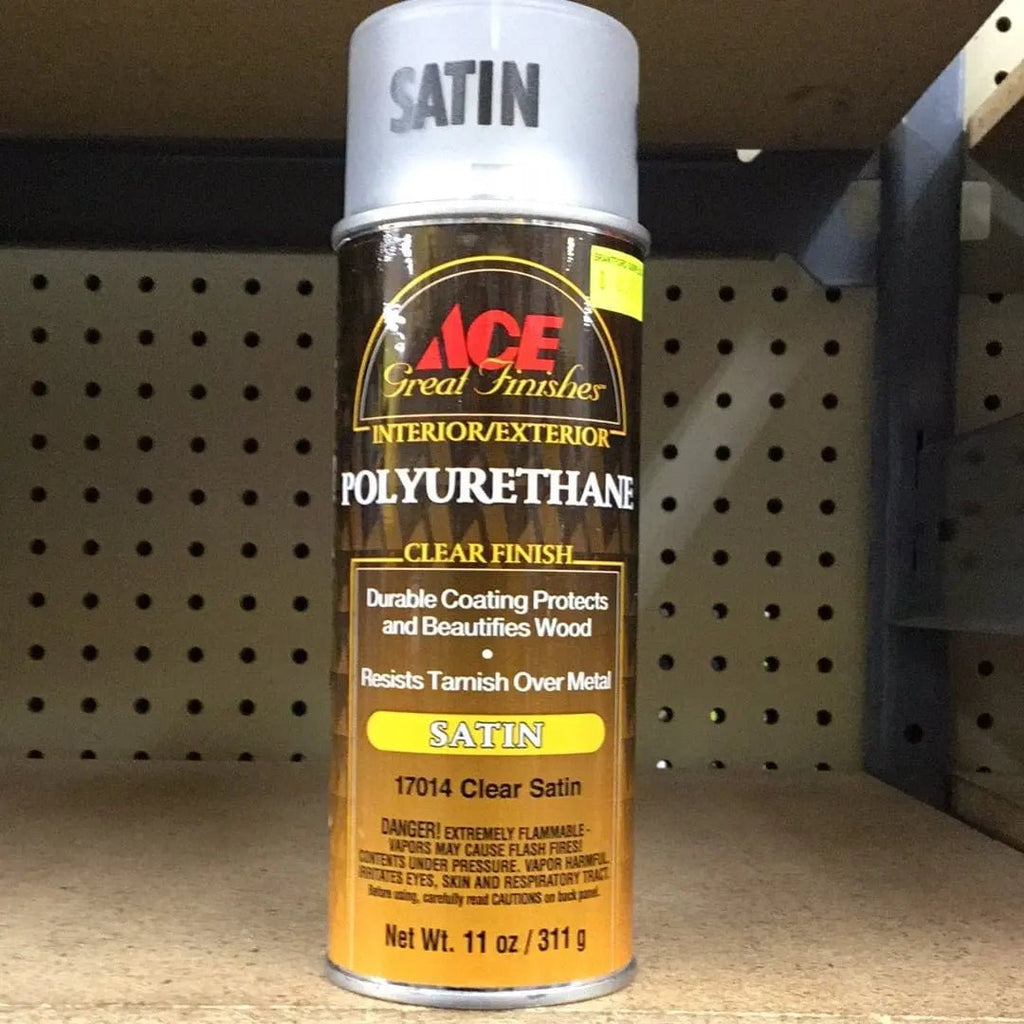 SATIN
ACE
Great Finishes
INTERIOR/EXTERIOR
POLYURETHANE
CLEAR FINISH
Durable Coating Protects
and Beautifies Wood
•
Resists Tarnish Over Metal
SATIN
17014 Clear Satin
DANGER! EXTREMELY FLAMMABLE-
VAPORS MAY CAUSE FLASH FIRES!
CONTENTS UNDER PRESSURE. VAPOR HARMFUL.
IRRITATES EYES, SKIN AND RESPIRATORY TRACT.
Before using, carefully read CAUTIONS on back panel.
Net Wt. 11 oz / 311 g